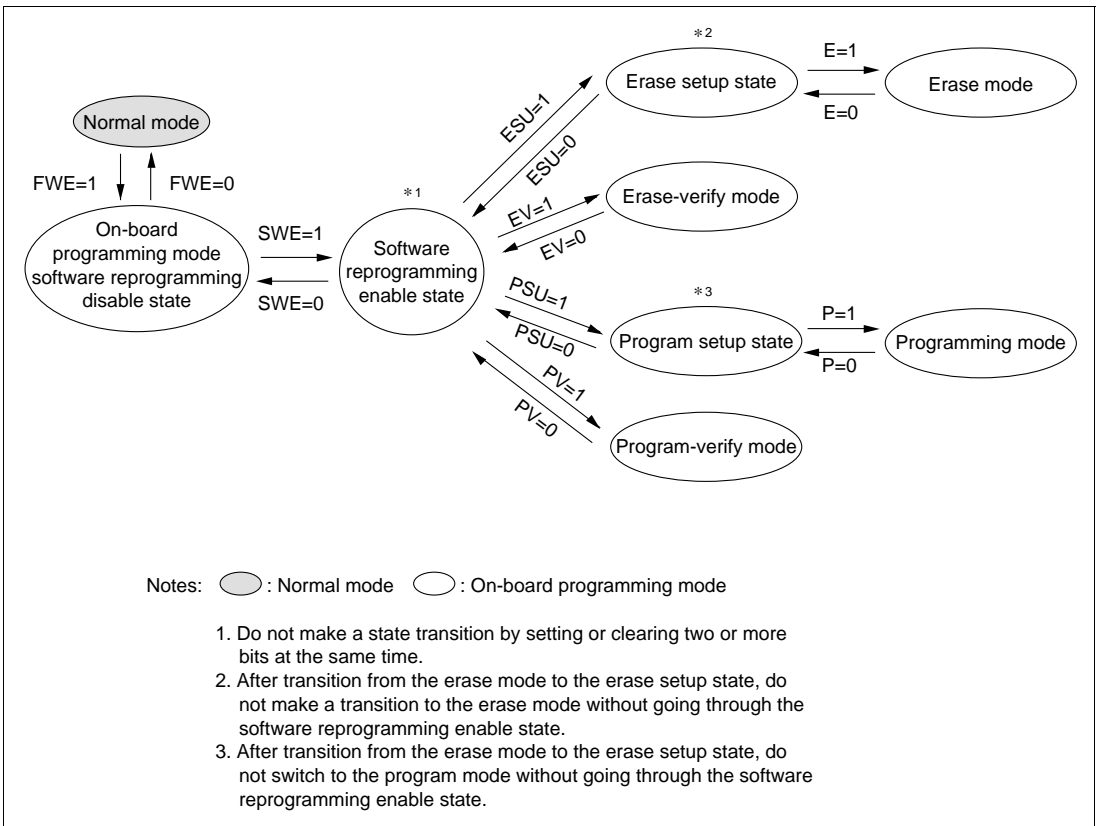 *2
Erase setup state
E=1
E=0
Erase mode
Normal mode
ESU=1
ESU=0
FWE=1
FWE=0
*1
EV=1
EV=0
Erase-verify mode
On-board
programming mode
software reprogramming
disable state
SWE=1
SWE=0
Software
reprogramming
enable state
PSU=1
PSU=0
*3
Program setup state
P=1
P=0
Programming mode
PV=1
PV=0
Program-verify mode
Notes: : Normal mode : On-board programming mode
1. Do not make a state transition by setting or clearing two or more
bits at the same time.
2. After transition from the erase mode to the erase setup state, do
not make a transition to the erase mode without going through the
software reprogramming enable state.
3. After transition from the erase mode to the erase setup state, do
not switch to the program mode without going through the software
reprogramming enable state.